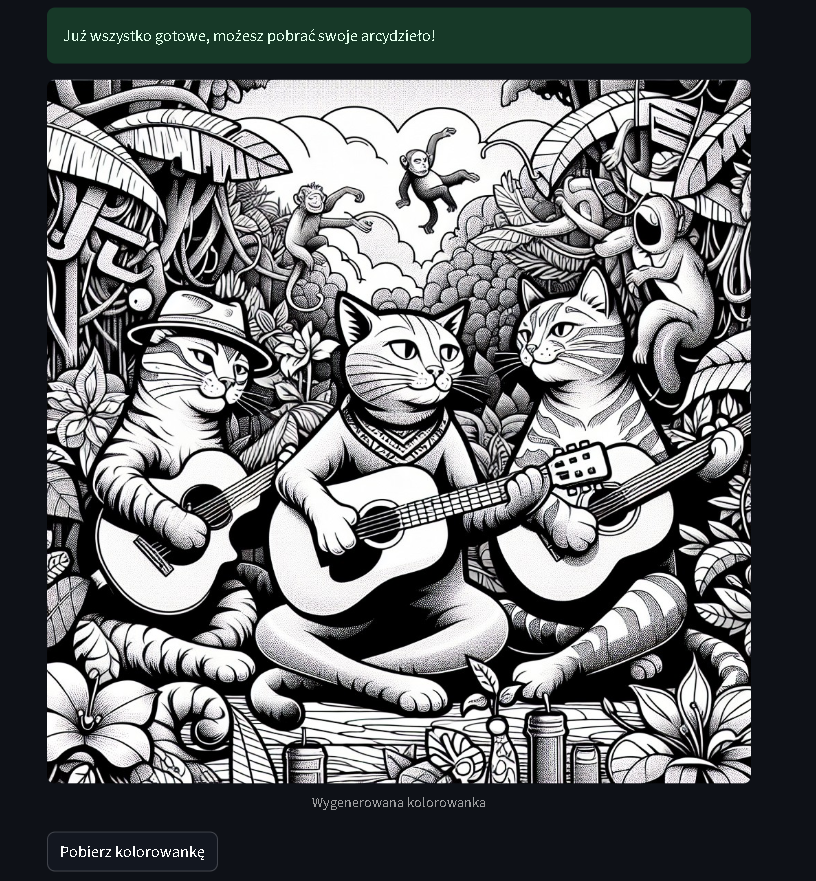 Już wszystko gotowe, możesz pobrać swoje arcydzieło!
Wygenerowana kolorowanka
Pobierz kolorowankę